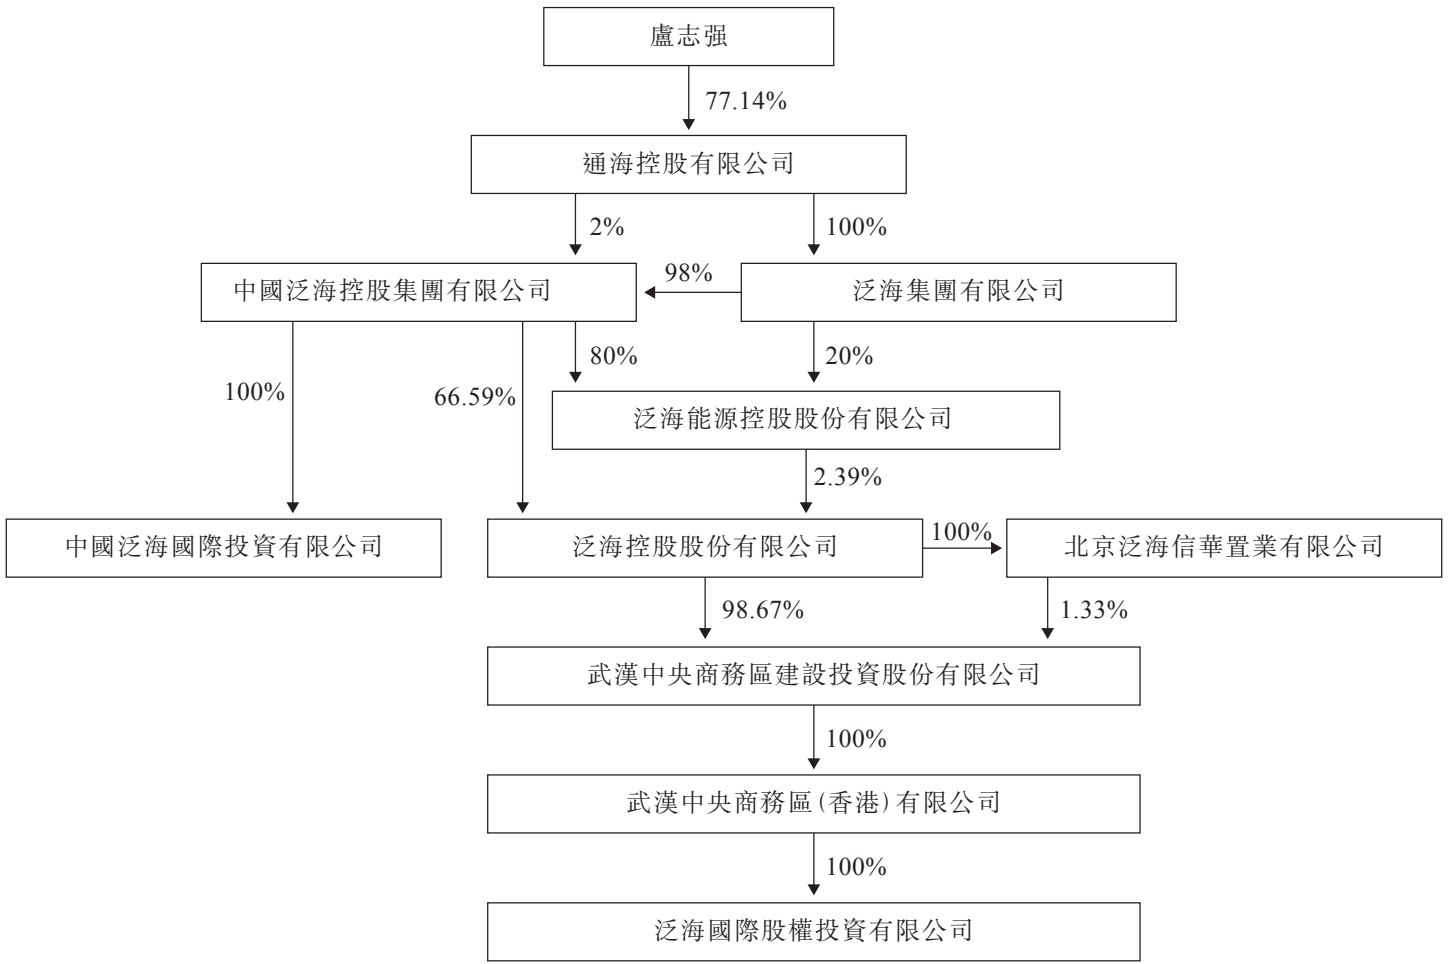 盧志强
77.14%
通海控股有限公司
2%
100%
中國泛海控股集團有限公司
98%
泛海集團有限公司
80%
20%
100%
66.59%
泛海能源控股股份有限公司
2.39%
中國泛海國際投資有限公司
泛海控股股份有限公司
100%
北京泛海信華置業有限公司
98.67%
1.33%
武漢中央商務區建設投資股份有限公司
100%
武漢中央商務區(香港)有限公司
100%
泛海國際股權投資有限公司